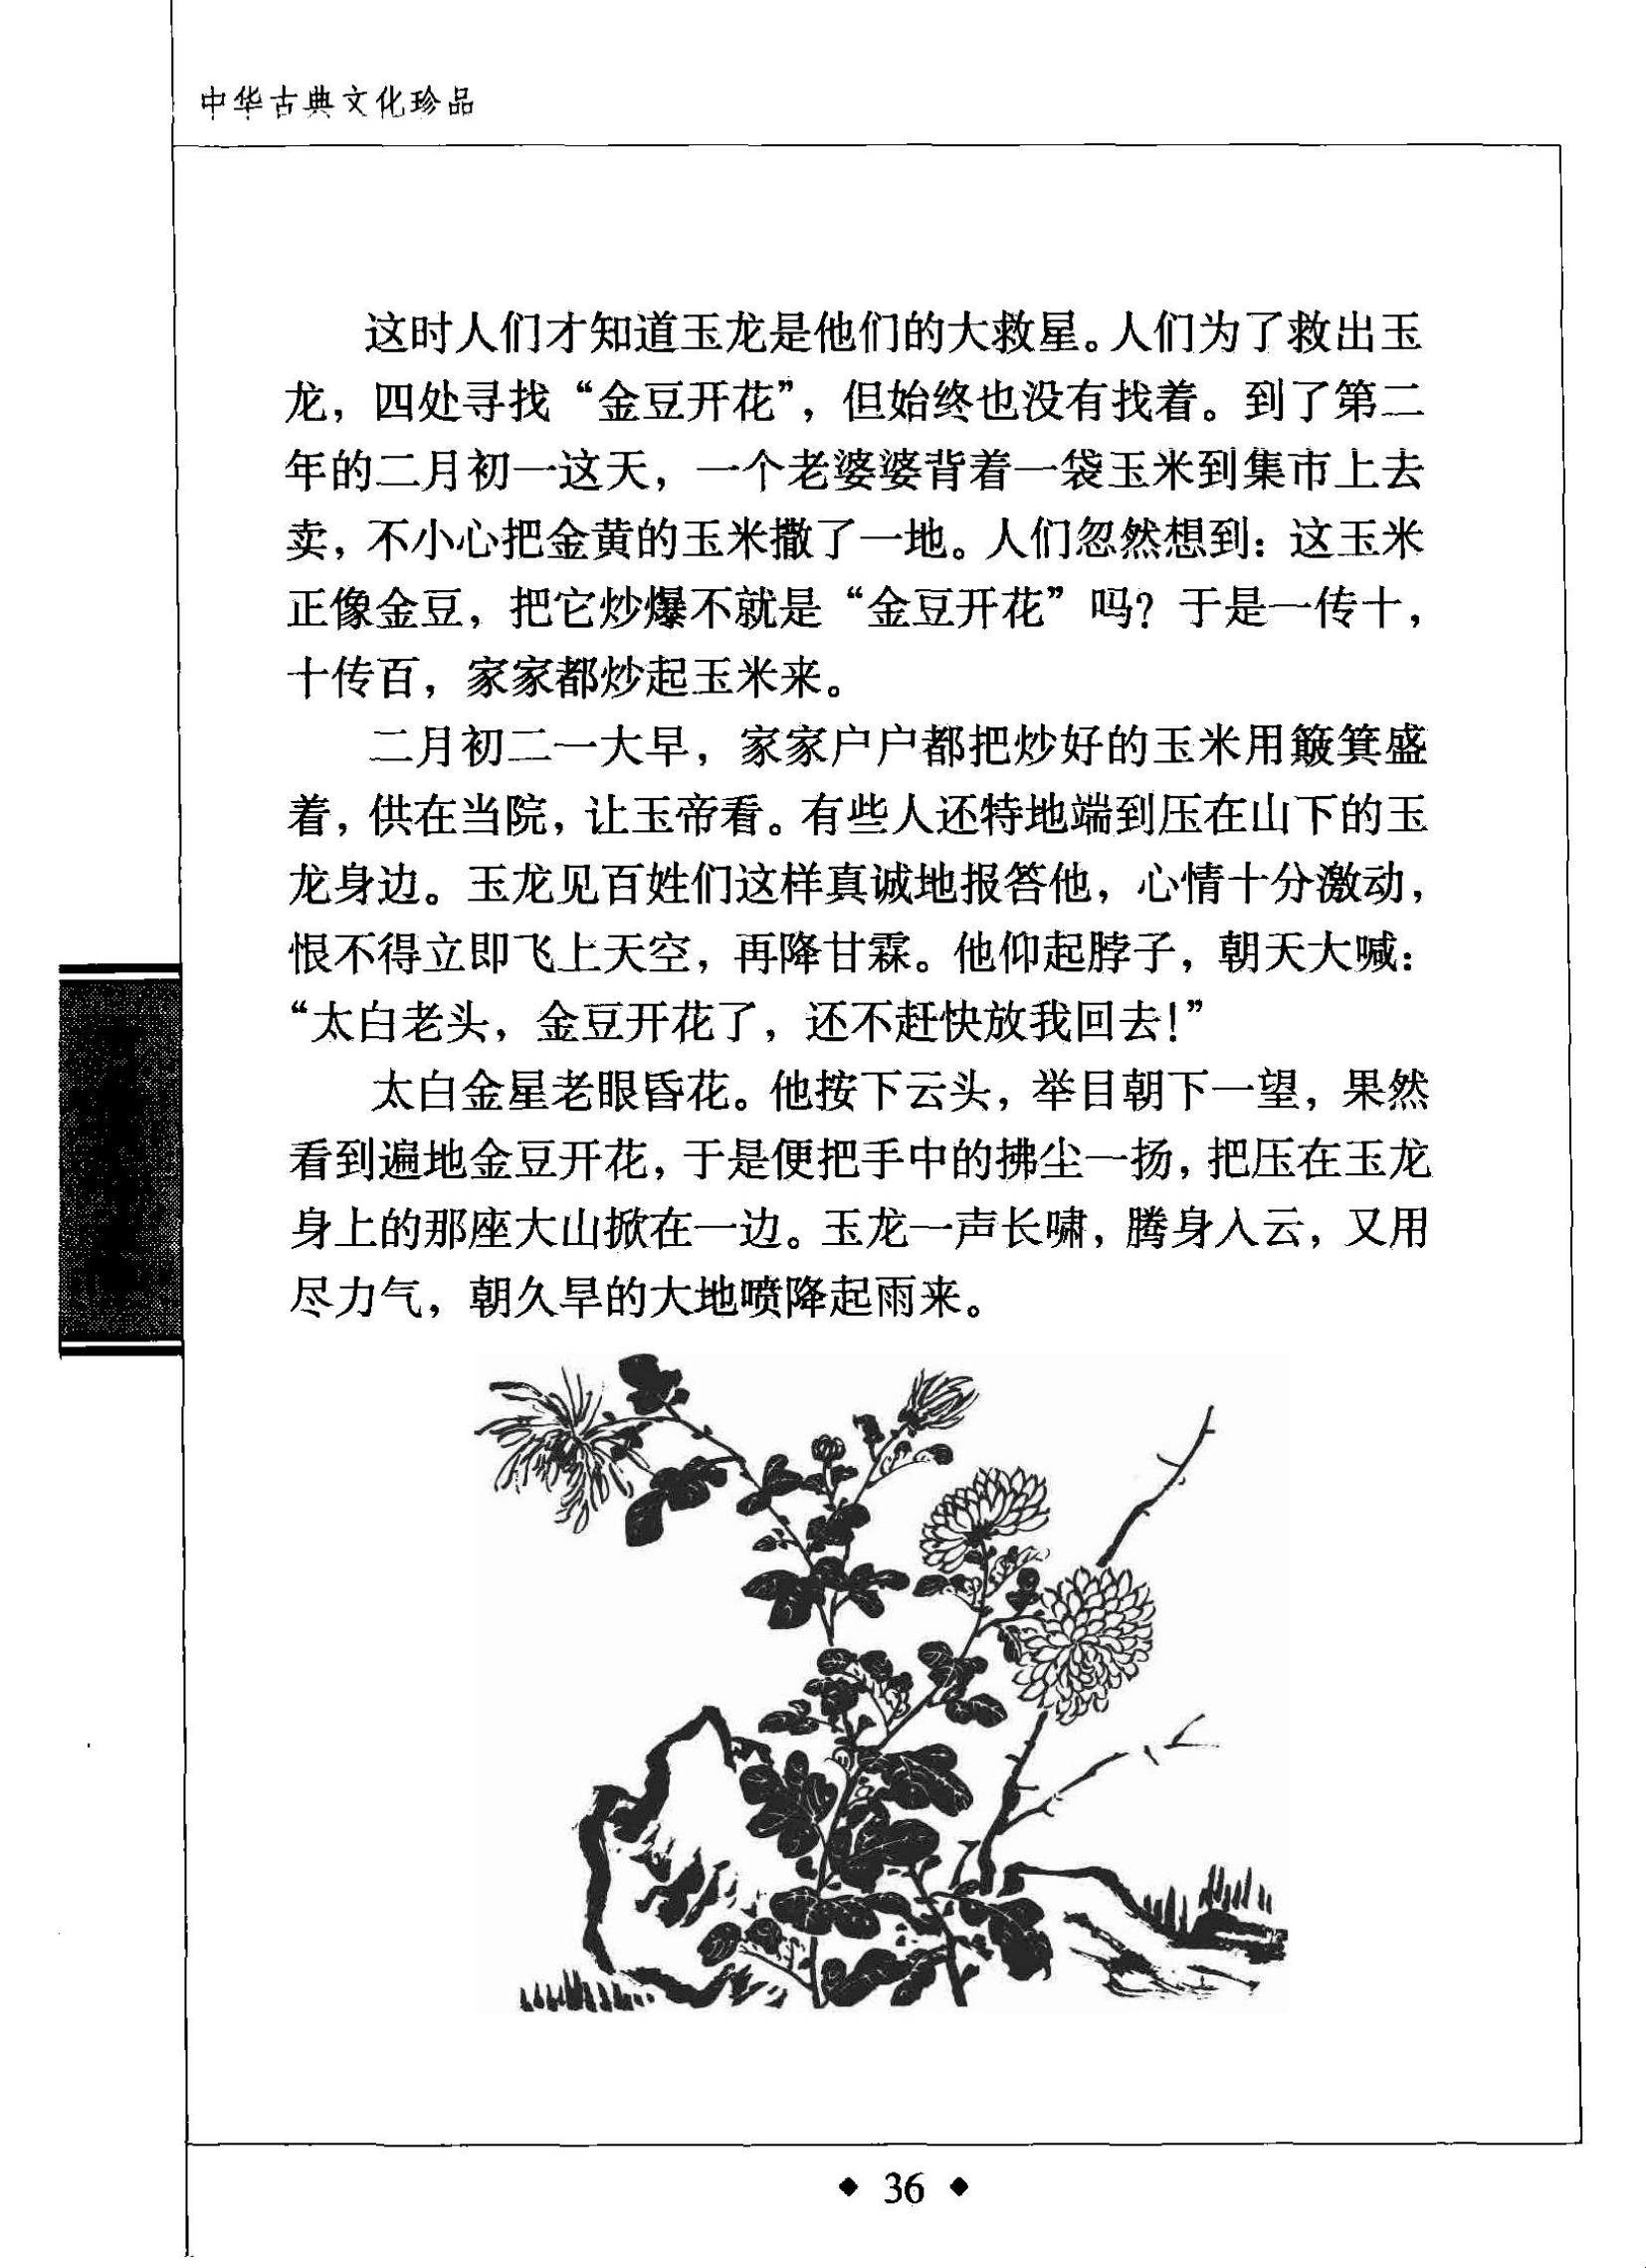 中华古典文化珍品
这时人们才知道玉龙是他们的大救星。人们为了救出玉
龙，四处寻找“金豆开花”，但始终也没有找着。到了第二
年的二月初一这天，一个老婆婆背着一袋玉米到集市上去
卖，不小心把金黄的玉米撒了一地。人们忽然想到：这玉米
正像金豆，把它炒爆不就是“金豆开花”吗？于是一传十，
十传百，家家都炒起玉米来。
二月初二一大早，家家户户都把炒好的玉米用簸箕盛
着，供在当院，让玉帝看。有些人还特地端到压在山下的玉
龙身边。玉龙见百姓们这样真诚地报答他，心情十分激动，
恨不得立即飞上天空，再降甘霖。他仰起脖子，朝天大喊：
“太白老头，金豆开花了，还不赶快放我回去！”
太白金星老眼昏花。他按下云头，举目朝下一望，果然
看到遍地金豆开花，于是便把手中的拂尘一扬，把压在玉龙
身上的那座大山掀在一边。玉龙一声长啸，腾身入云，又用
尽力气，朝久旱的大地喷降起雨来。
◆ 36 ◆